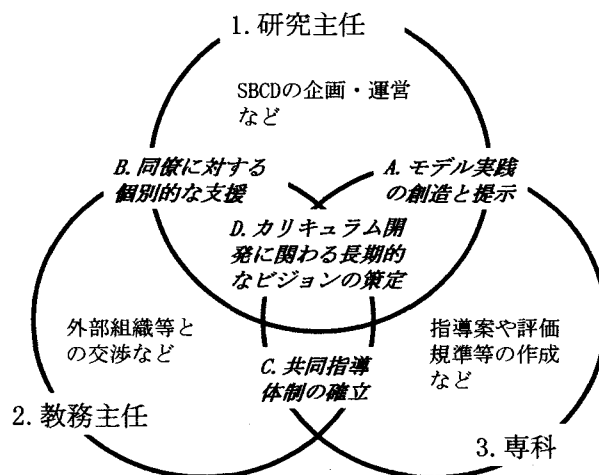 1.研究主任
SBCDの企画・運営
など
B.同僚に対する
個別的な支援
A.モデル実践
の創造と提示
D.カリキュラム開
発に関わる長期的
なビジョンの策定
外部組織等と
の交渉など
指導案や評価
規準等の作成
など
C.共同指導
体制の確立
2.教務主任
3.専科